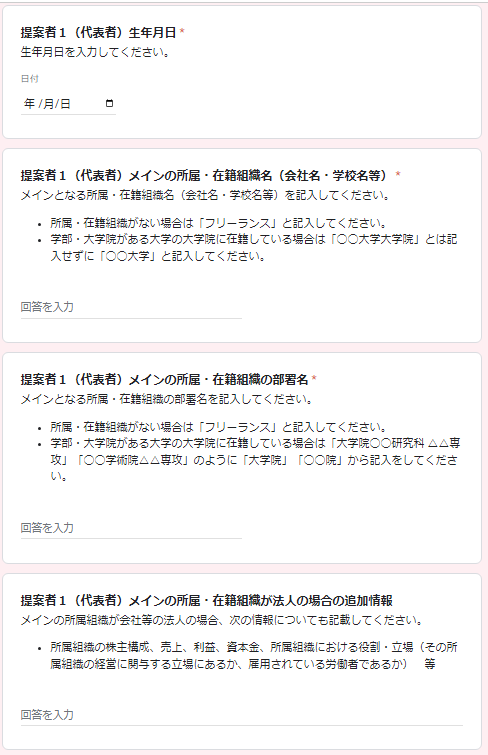 提案者１（代表者）生年月日 *
生年月日を入力してください。
日付
年 /月/日
提案者１（代表者）メインの所属・在籍組織名（会社名・学校名等） *
メインとなる所属・在籍組織名（会社名・学校名等）を記入してください。
• 所属・在籍組織がない場合は「フリーランス」と記入してください。
• 学部・大学院がある大学の大学院に在籍している場合は「〇〇大学大学院」とは記
入せずに「〇〇大学」と記入してください。
回答を入力
提案者１（代表者）メインの所属・在籍組織の部署名 *
メインとなる所属・在籍組織の部署名を記入してください。
• 所属・在籍組織がない場合は「フリーランス」と記入してください。
• 学部・大学院がある大学の大学院に在籍している場合は「大学院〇〇研究科 △△専
攻」「〇〇学術院△△専攻」のように「大学院」「〇〇院」から記入をしてくださ
い。
回答を入力
提案者１（代表者）メインの所属・在籍組織が法人の場合の追加情報
メインの所属組織が会社等の法人の場合、次の情報についても記載してください。
• 所属組織の株主構成、売上、利益、資本金、所属組織における役割・立場（その所
属組織の経営に関与する立場にあるか、雇用されている労働者であるか）　等
回答を入力